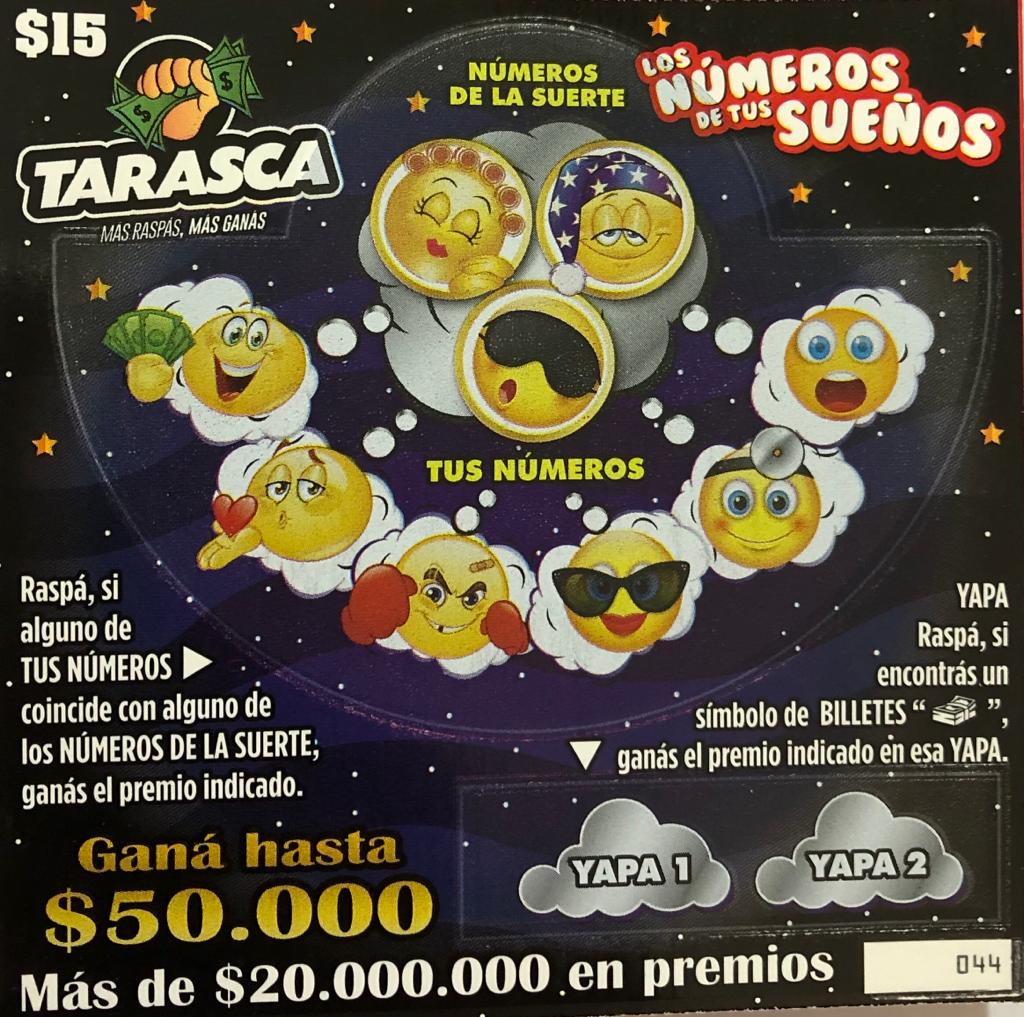 $15
TARASCA
MÁS RASPÁS, MÁS GANÁS
NÚMEROS
DE LA SUERTE
LOS
NÚMEROS
DE TUS
SUEÑOS
TUS NÚMEROS
Raspá, si
alguno de
TUS NÚMEROS ▶
coincide con alguno de
los NÚMEROS DE LA SUERTE,
ganás el premio indicado.
YAPA
Raspá, si
encontrás un
símbolo de BILLETES “ ”,
ganás el premio indicado en esa YAPA.
YAPA 1
YAPA 2
Ganá hasta
$50.000
Más de $20.000.000 en premios
044